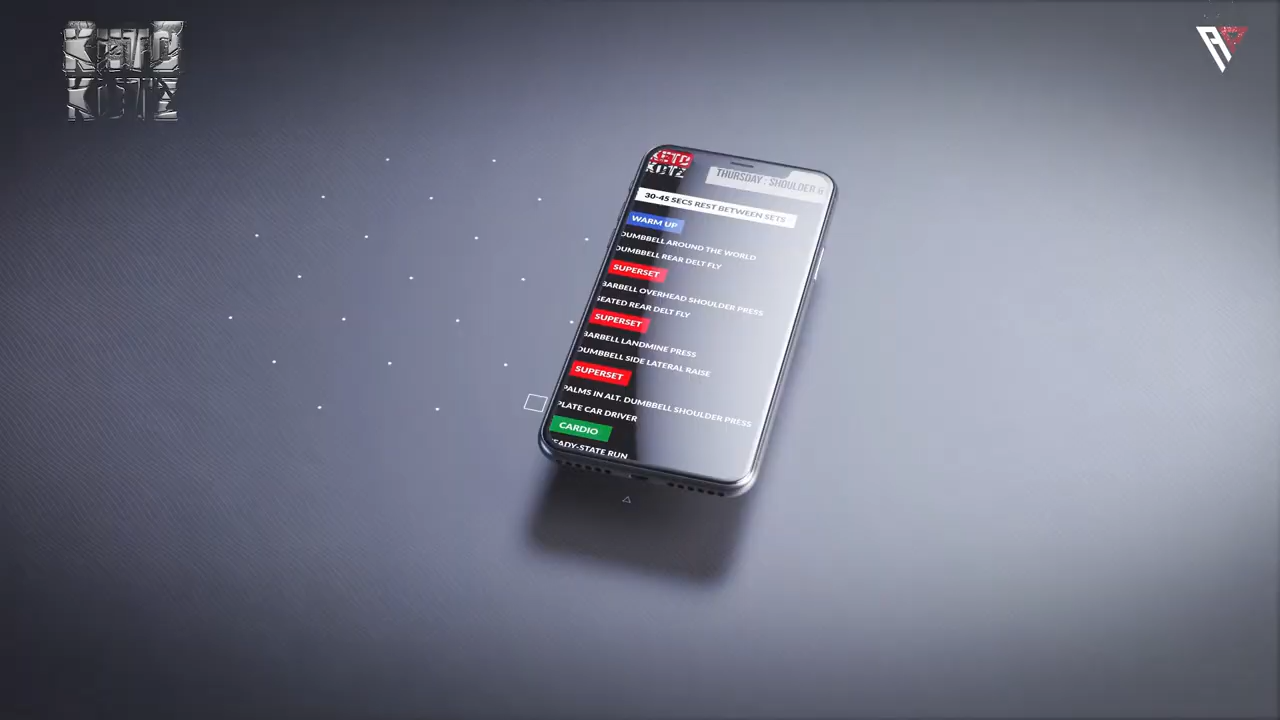 KETO
KUTZ
KETO
KUTZ
THURSDAY : SHOULDER &
30-45 SECS REST BETWEEN SETS
WARM UP
DUMBBELL AROUND THE WORLD
DUMBBELL REAR DELT FLY
SUPERSET
BARBELL OVERHEAD SHOULDER PRESS
SEATED REAR DELT FLY
SUPERSET
BARBELL LANDMINE PRESS
DUMBBELL SIDE LATERAL RAISE
SUPERSET
PALMS IN ALT. DUMBBELL SHOULDER PRESS
PLATE CAR DRIVER
CARDIO
EADY-STATE RUN